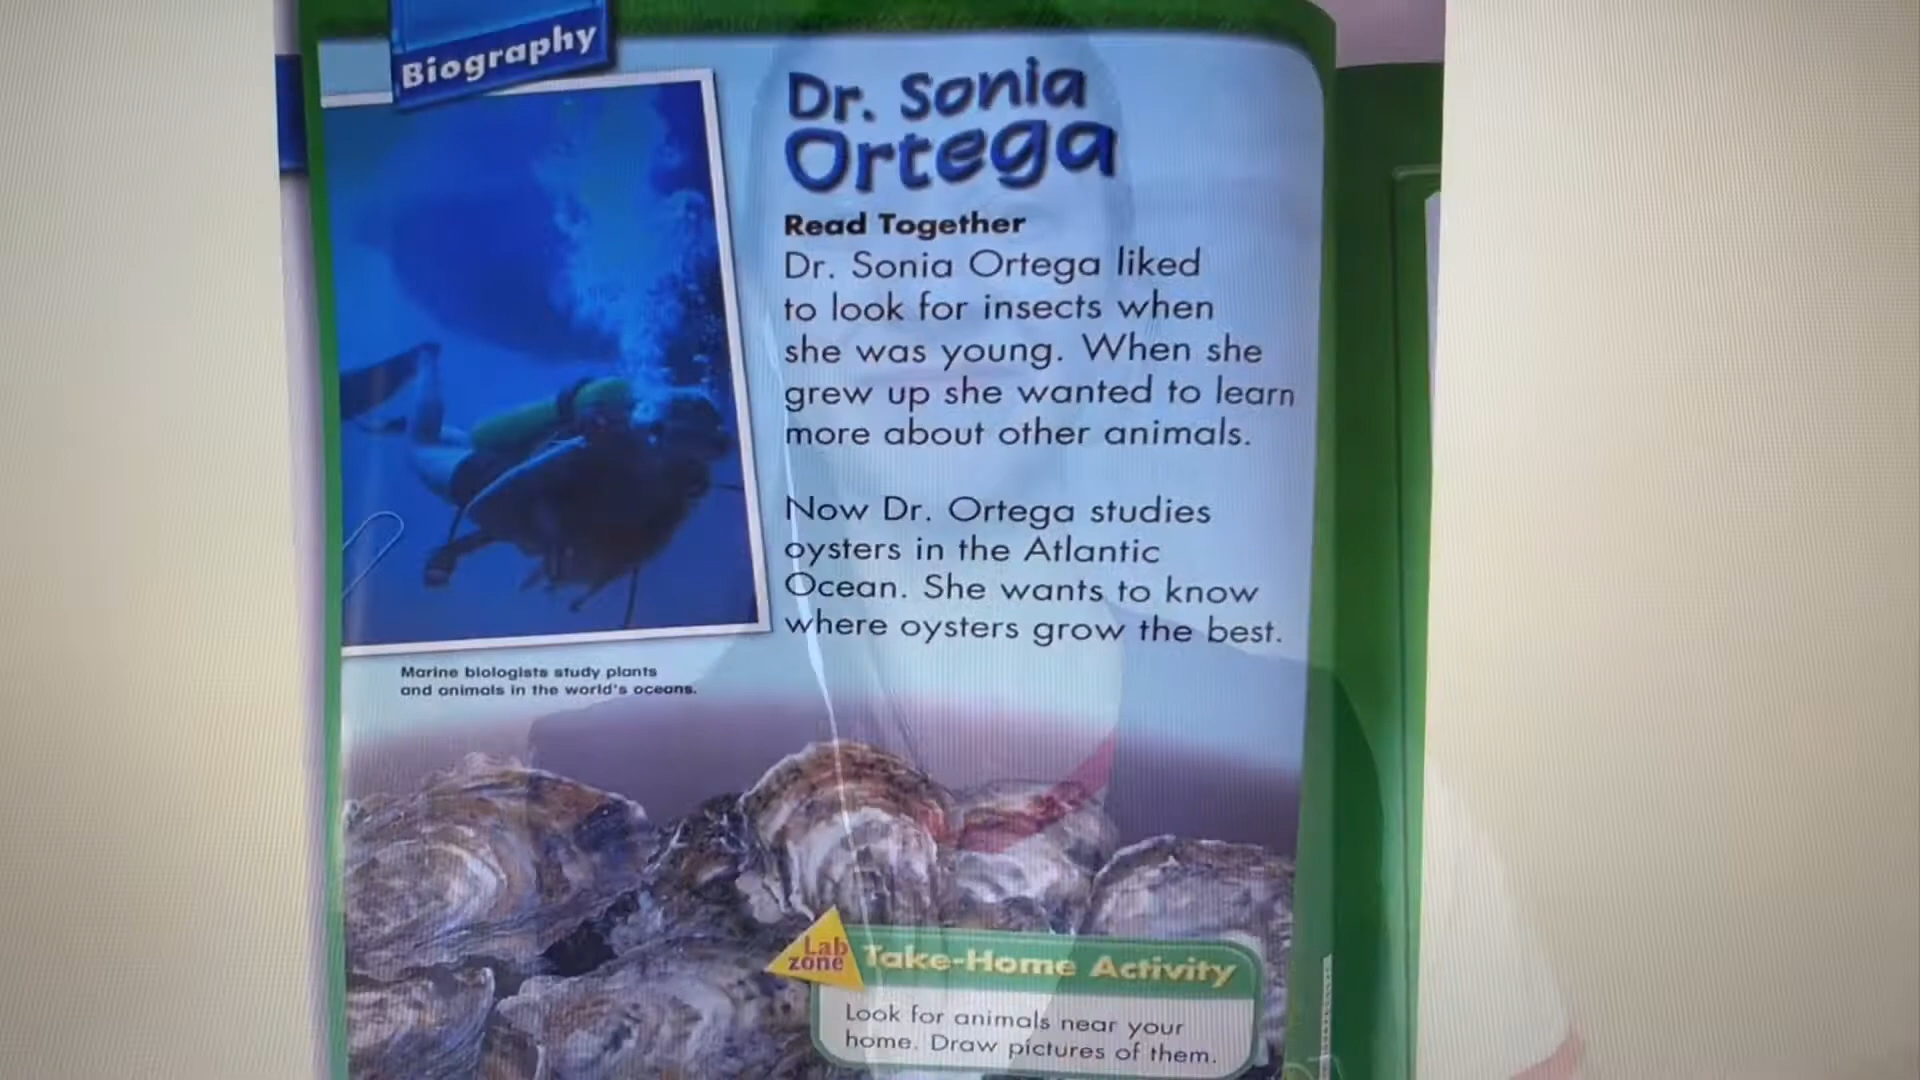 Biography
Dr. Sonia
Ortega
Read Together
Dr. Sonia Ortega liked
to look for insects when
she was young. When she
grew up she wanted to learn
more about other animals.
Now Dr. Ortega studies
oysters in the Atlantic
Ocean. She wants to know
where oysters grow the best.
Marine biologists study plants
and animals in the world's oceans.
Lab
zone
Take-Home Activity
Look for animals near your
home. Draw pictures of them.